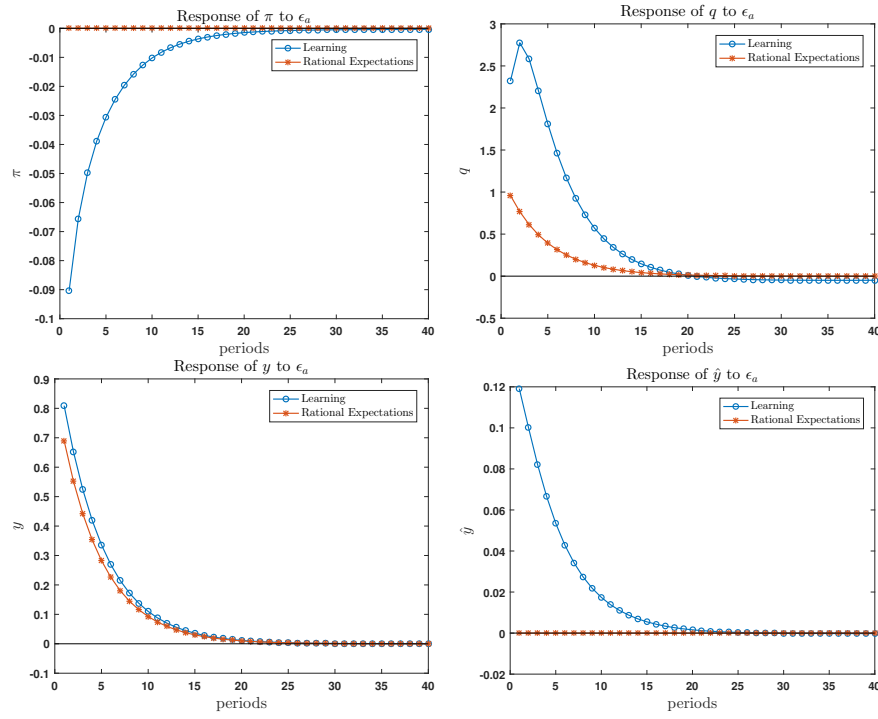 Response of π to ϵₐ
0
-0.01
-0.02
-0.03
-0.04
-0.05
-0.06
-0.07
-0.08
-0.09
-0.1
π
Learning
Rational Expectations
0 5 10 15 20 25 30 35 40
periods
Response of q to ϵₐ
3
2.5
2
1.5
1
0.5
0
-0.5
q
Learning
Rational Expectations
0 5 10 15 20 25 30 35 40
periods
Response of y to ϵₐ
0.9
0.8
0.7
0.6
0.5
0.4
0.3
0.2
0.1
0
-0.1
y
Learning
Rational Expectations
0 5 10 15 20 25 30 35 40
periods
Response of ŷ to ϵₐ
0.12
0.1
0.08
0.06
0.04
0.02
0
-0.02
ŷ
Learning
Rational Expectations
0 5 10 15 20 25 30 35 40
periods